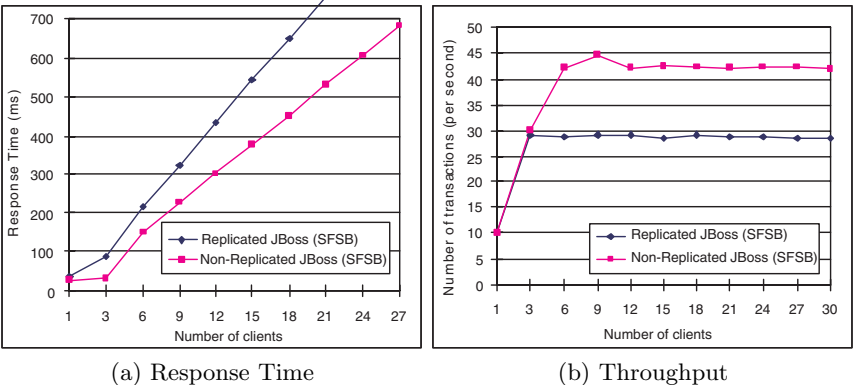 700
600
500
400
300
200
100
0
Response Time (ms)
Replicated JBoss (SFSB)
Non-Replicated JBoss (SFSB)
1 3 6 9 12 15 18 21 24 27
Number of clients
(a) Response Time
50
45
40
35
30
25
20
15
10
5
0
Number of transactions (per second)
Replicated JBoss (SFSB)
Non-Replicated JBoss (SFSB)
1 3 6 9 12 15 18 21 24 27 30
Number of clients
(b) Throughput